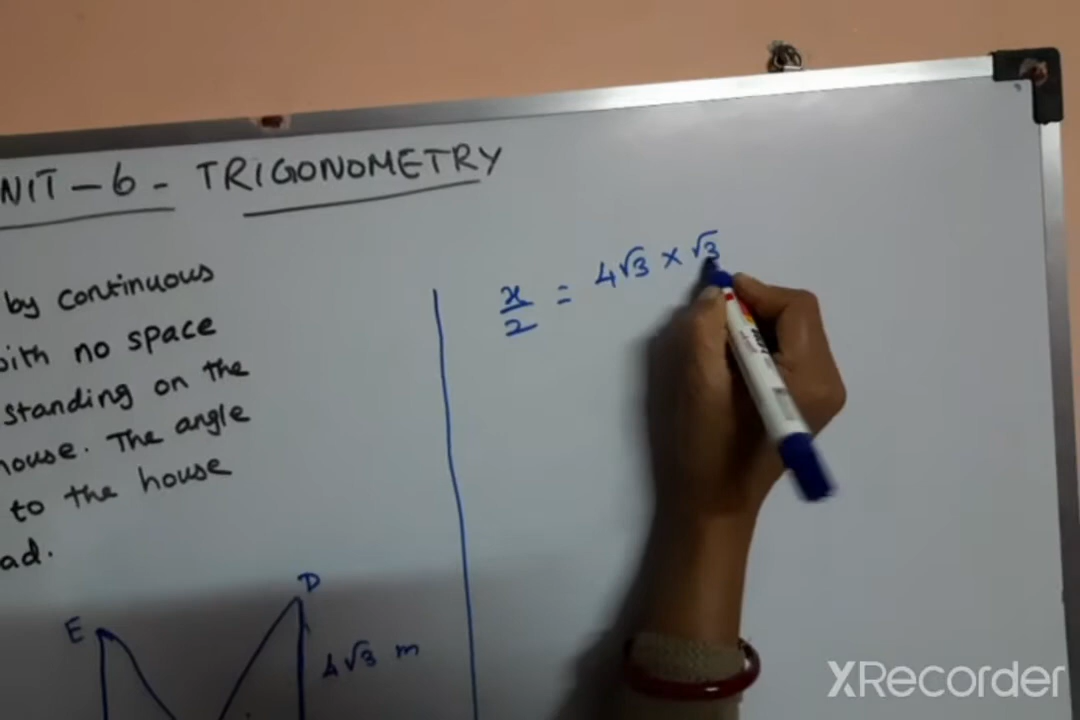 NIT - 6 - TRIGONOMETRY
by continuous
with no space
standing on the
house. The angle
to the house
ad.
x/2 = 4√3 × √3
D
E
4√3 m
XRecorder